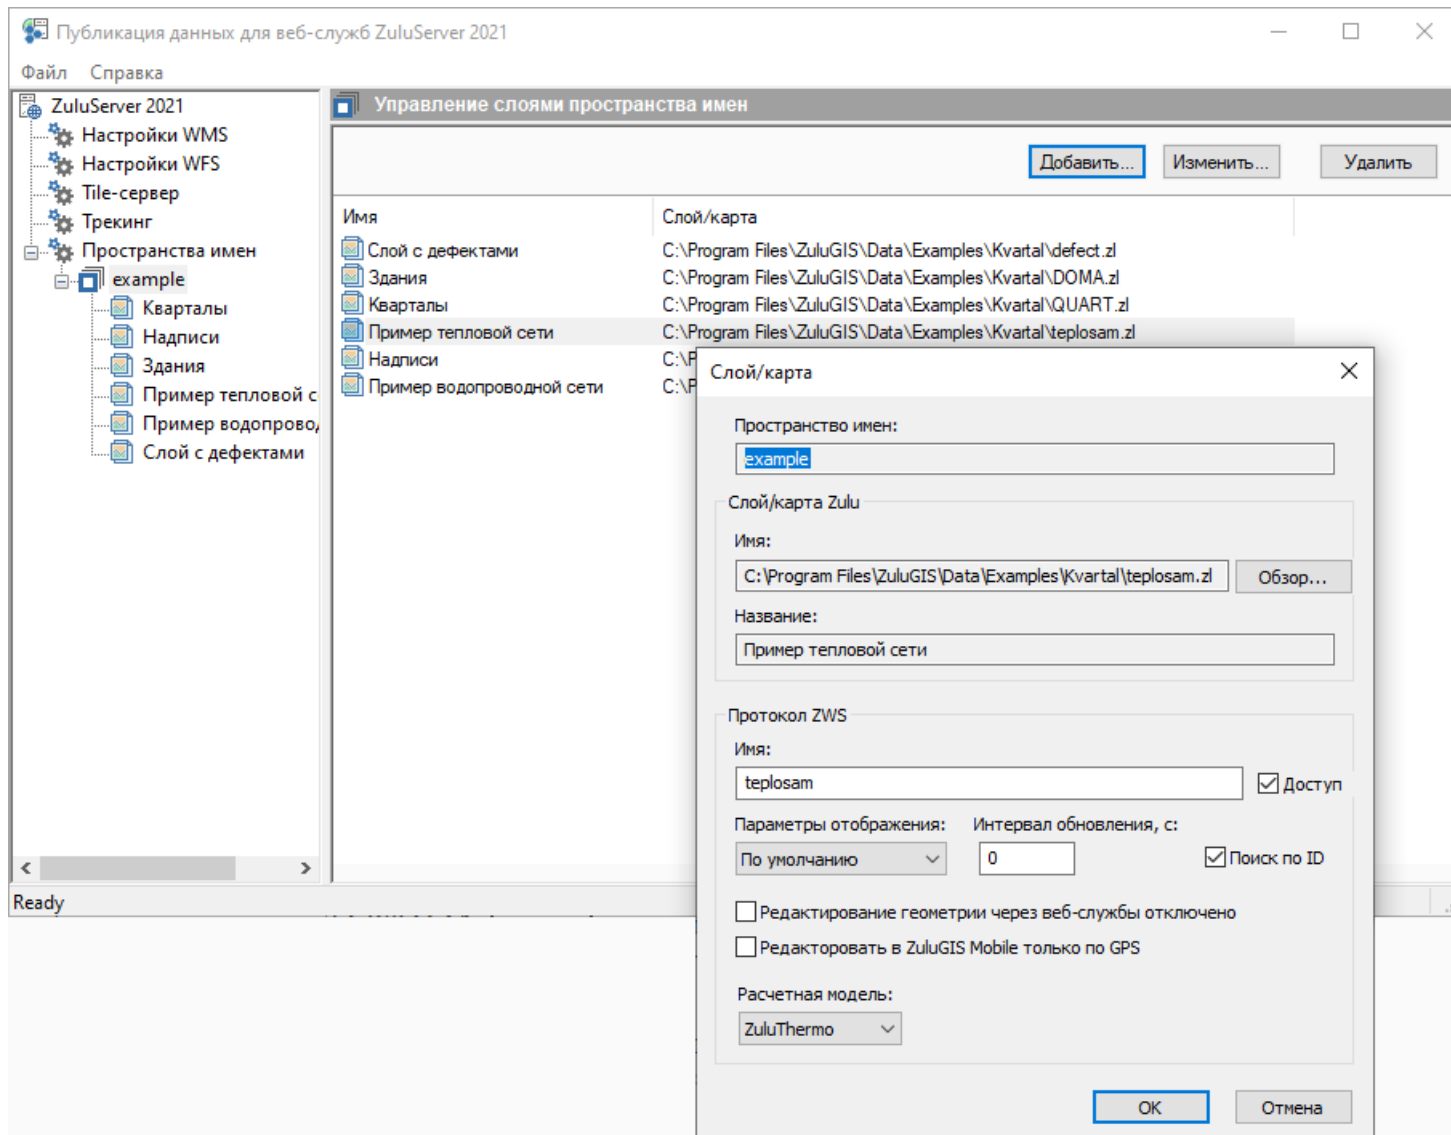 Публикация данных для веб-служб ZuluServer 2021
Файл Справка
ZuluServer 2021
Настройки WMS
Настройки WFS
Tile-сервер
Трекинг
Пространства имен
example
Кварталы
Надписи
Здания
Пример тепловой с
Пример водопровод
Слой с дефектами
Ready
Управление слоями пространства имен
Добавить... Изменить... Удалить
Имя Слой/карта
Слой с дефектами C:\Program Files\ZuluGIS\Data\Examples\Kvartal\defect.zl
Здания C:\Program Files\ZuluGIS\Data\Examples\Kvartal\DOMA.zl
Кварталы C:\Program Files\ZuluGIS\Data\Examples\Kvartal\QUART.zl
Пример тепловой сети C:\Program Files\ZuluGIS\Data\Examples\Kvartal\teplosam.zl
Надписи C:\P
Пример водопроводной сети C:\P
Слой/карта
Пространство имен:
example
Слой/карта Zulu
Имя:
C:\Program Files\ZuluGIS\Data\Examples\Kvartal\teplosam.zl Обзор...
Название:
Пример тепловой сети
Протокол ZWS
Имя:
teplosam Доступ
Параметры отображения: Интервал обновления, с:
По умолчанию 0 Поиск по ID
Редактирование геометрии через веб-службы отключено
Редакторовать в ZuluGIS Mobile только по GPS
Расчетная модель:
ZuluThermo
OK Отмена